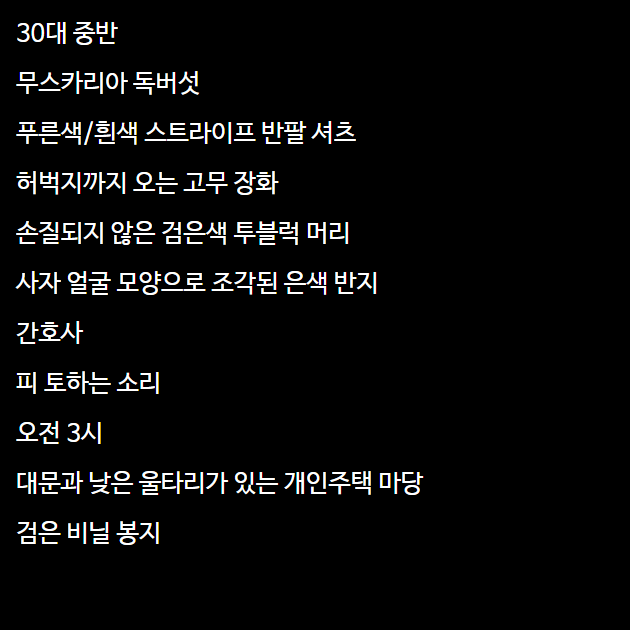 30대 중반
무스카리아 독버섯
푸른색/흰색 스트라이프 반팔 셔츠
허벅지까지 오는 고무 장화
손질되지 않은 검은색 투블럭 머리
사자 얼굴 모양으로 조각된 은색 반지
간호사
피 토하는 소리
오전 3시
대문과 낮은 울타리가 있는 개인주택 마당
검은 비닐 봉지